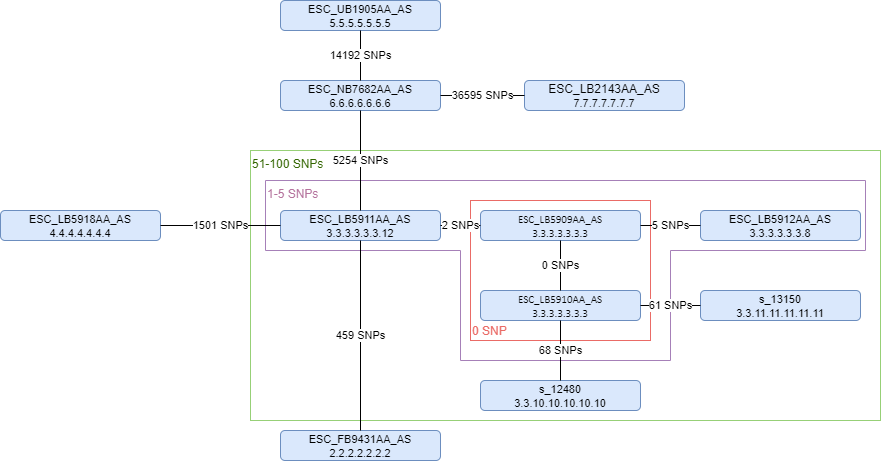 ESC_UB1905AA_AS
5.5.5.5.5.5.5
14192 SNPs
ESC_NB7682AA_AS
6.6.6.6.6.6.6
36595 SNPs
ESC_LB2143AA_AS
7.7.7.7.7.7.7
5254 SNPs
51-100 SNPs
1-5 SNPs
ESC_LB5918AA_AS
4.4.4.4.4.4.4
1501 SNPs
ESC_LB5911AA_AS
3.3.3.3.3.3.12
2 SNPs
ESC_LB5909AA_AS
3.3.3.3.3.3.3
5 SNPs
ESC_LB5912AA_AS
3.3.3.3.3.3.8
0 SNPs
ESC_LB5910AA_AS
3.3.3.3.3.3.3
61 SNPs
s_13150
3.3.11.11.11.11.11
0 SNP
459 SNPs
68 SNPs
s_12480
3.3.10.10.10.10.10
ESC_FB9431AA_AS
2.2.2.2.2.2.2